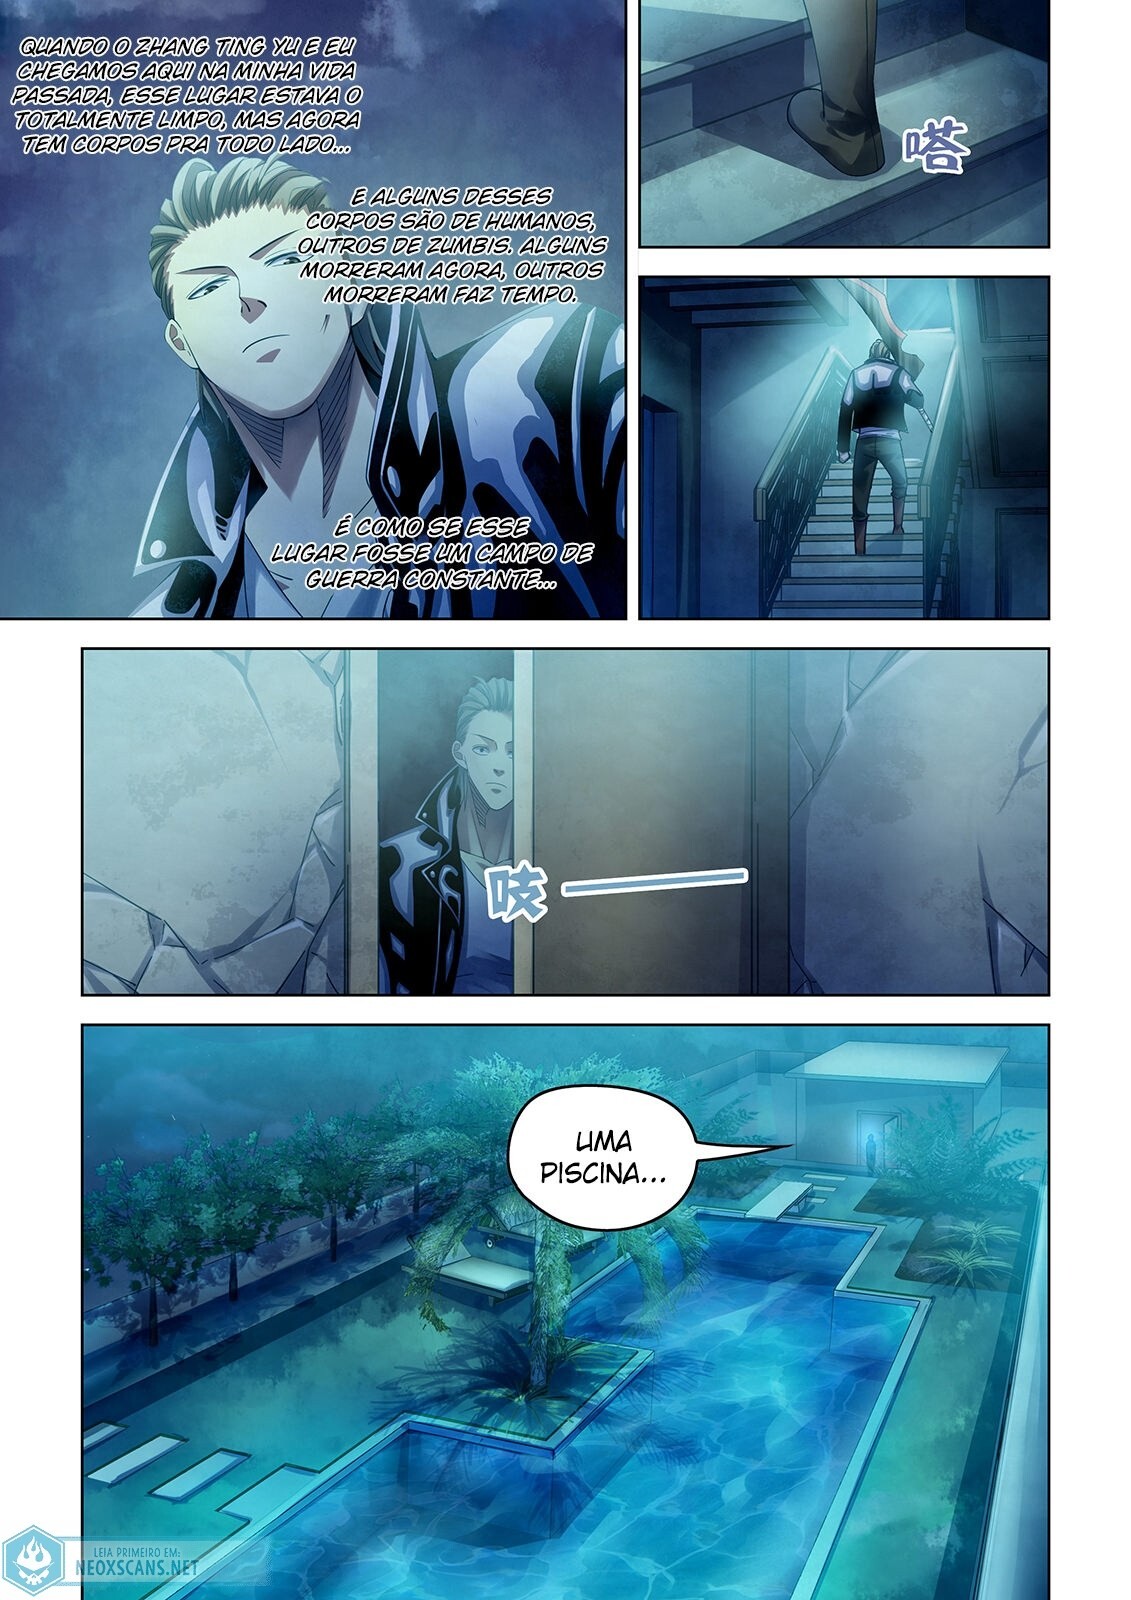 QUANDO O ZHANG TING YU E EU
CHEGAMOS AQUI NA MINHA VIDA
PASSADA, ESSE LUGAR ESTAVA O
TOTALMENTE LIMPO, MAS AGORA
TEM CORPOS PRA TODO LADO...
E ALGUNS DESSES
CORPOS SÃO DE HUMANOS,
OUTROS DE ZUMBIS. ALGUNS
MORRERAM AGORA, OUTROS
MORRERAM FAZ TEMPO.
É COMO SE ESSE
LUGAR FOSSE UM CAMPO DE
GUERRA CONSTANTE...
嗒
吱——
UMA
PISCINA...
LEIA PRIMEIRO EM:
NEOXSCANS.NET